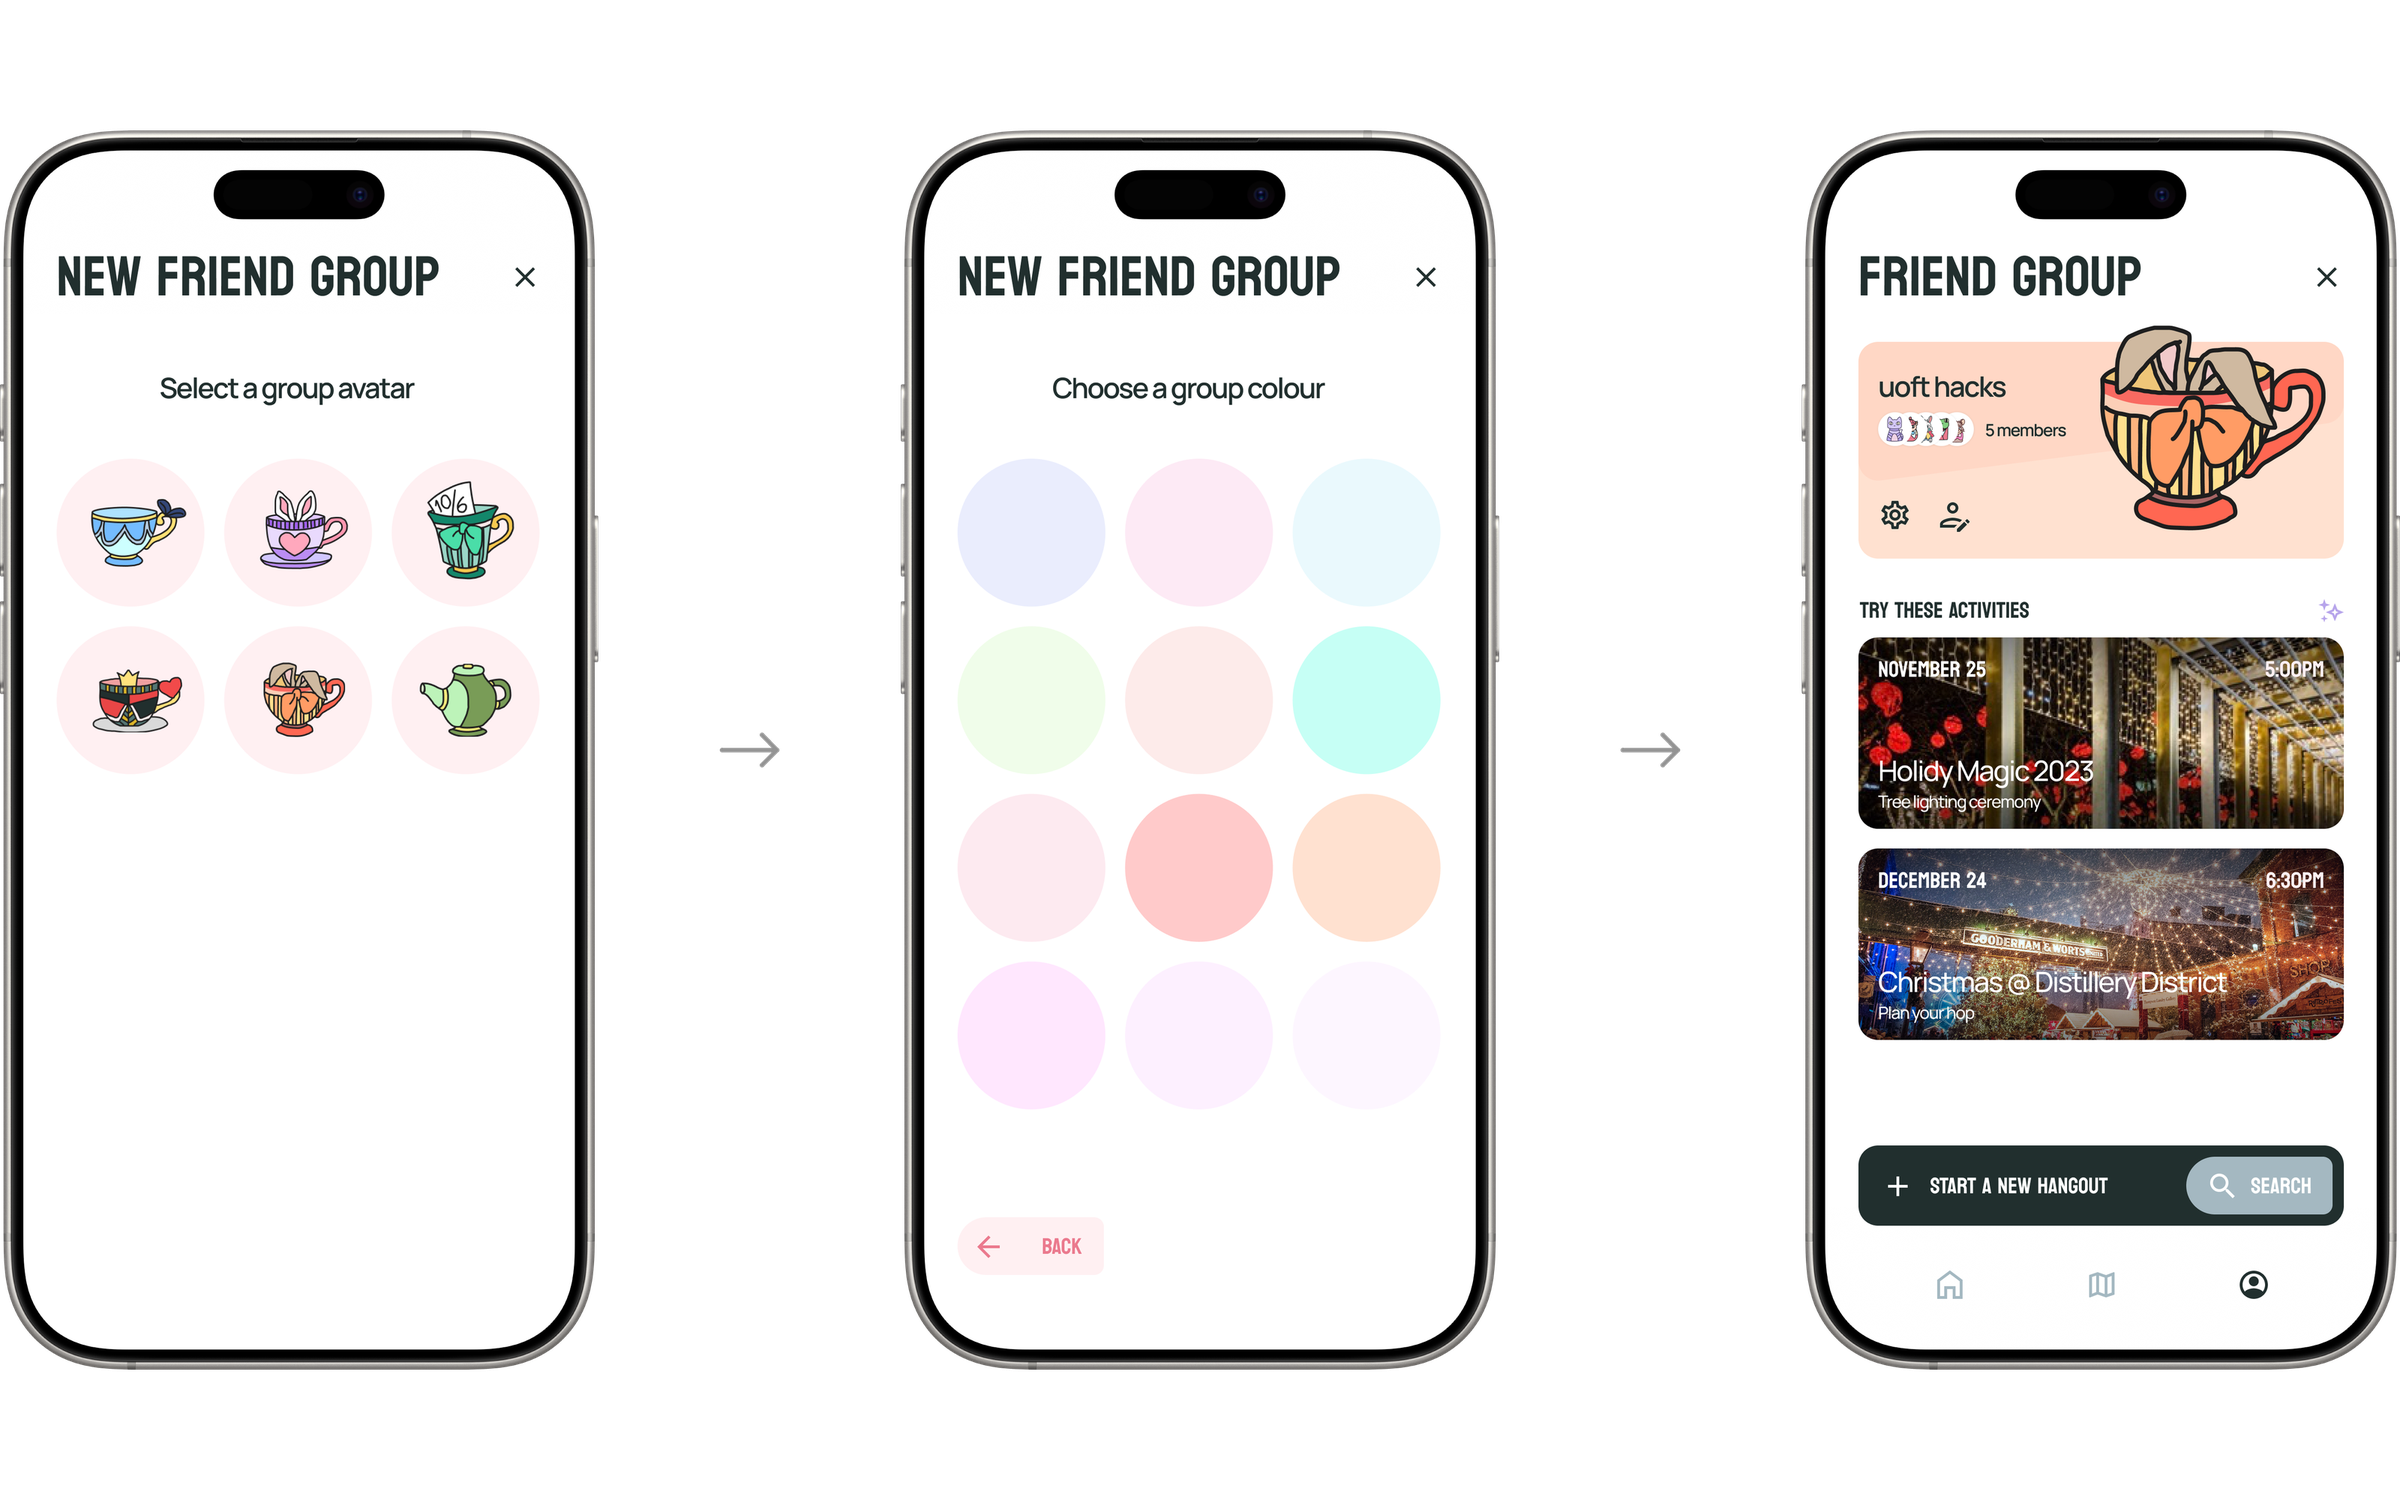 NEW FRIEND GROUP
Select a group avatar
10/6
NEW FRIEND GROUP
Choose a group colour
BACK
FRIEND GROUP
uoft hacks
5 members
TRY THESE ACTIVITIES
NOVEMBER 25 5:00PM
Holidy Magic 2023
Tree lighting ceremony
DECEMBER 24 6:30PM
GOODERHAM & WORTS
SHOP
Christmas @ Distillery District
Plan your hop
START A NEW HANGOUT SEARCH